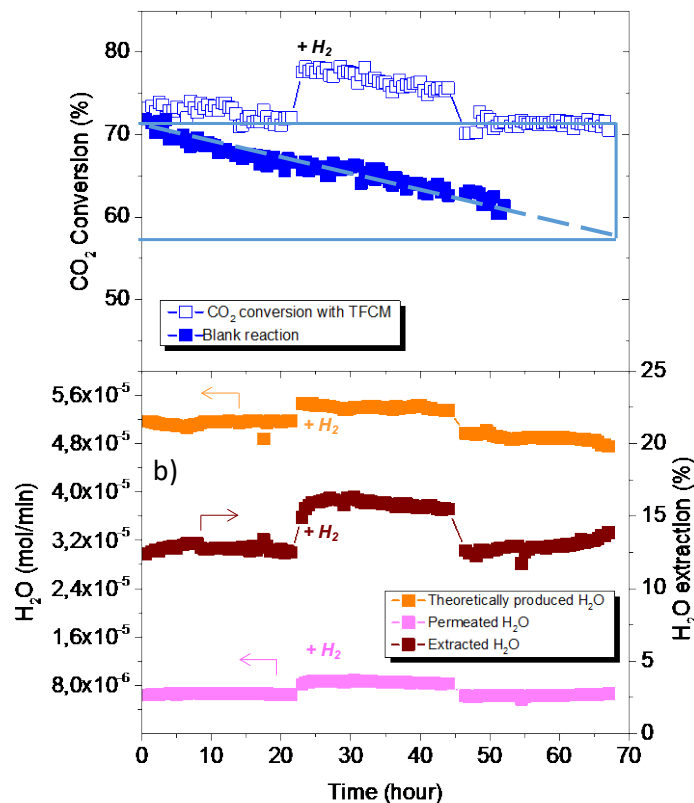 80
70
60
50
CO₂ Conversion (%)
+ H₂
CO₂ conversion with TFCM
Blank reaction
5,6x10⁻⁵
4,8x10⁻⁵
4,0x10⁻⁵
3,2x10⁻⁵
2,4x10⁻⁵
1,6x10⁻⁵
8,0x10⁻⁶
H₂O (mol/min)
b)
+ H₂
+ H₂
+ H₂
Theoretically produced H₂O
Permeated H₂O
Extracted H₂O
25
20
15
10
5
0
H₂O extraction (%)
0 10 20 30 40 50 60 70
Time (hour)